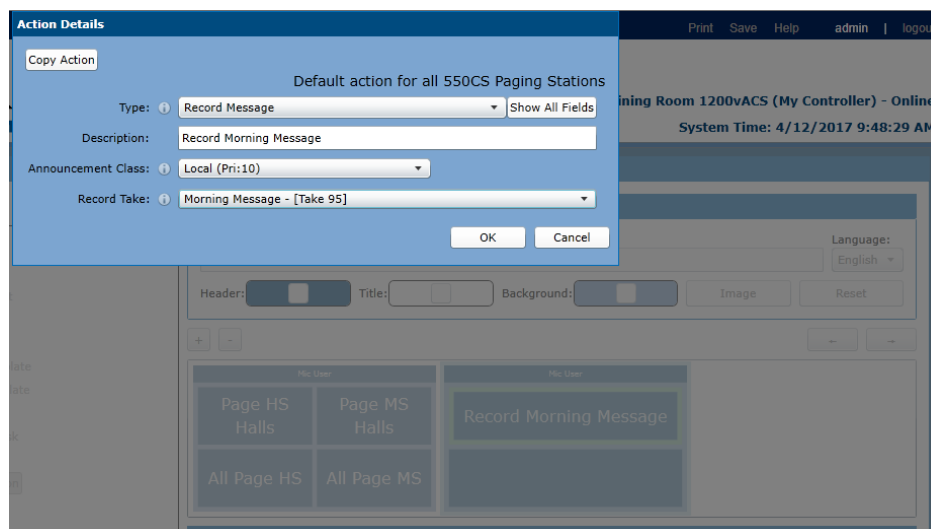 Action Details
Print Save Help admin | logou
Copy Action
Default action for all 550CS Paging Stations
Type: Record Message Show All Fields
ining Room 1200vACS (My Controller) - Online
Description: Record Morning Message
System Time: 4/12/2017 9:48:29 AM
Announcement Class: Local (Pri:10)
Record Take: Morning Message - [Take 95]
OK Cancel
Language:
English
Header: Title: Background: Image Reset
+ - ← →
Mic User Mic User
Page HS Halls
Page MS Halls
Record Morning Message
All Page HS All Page MS